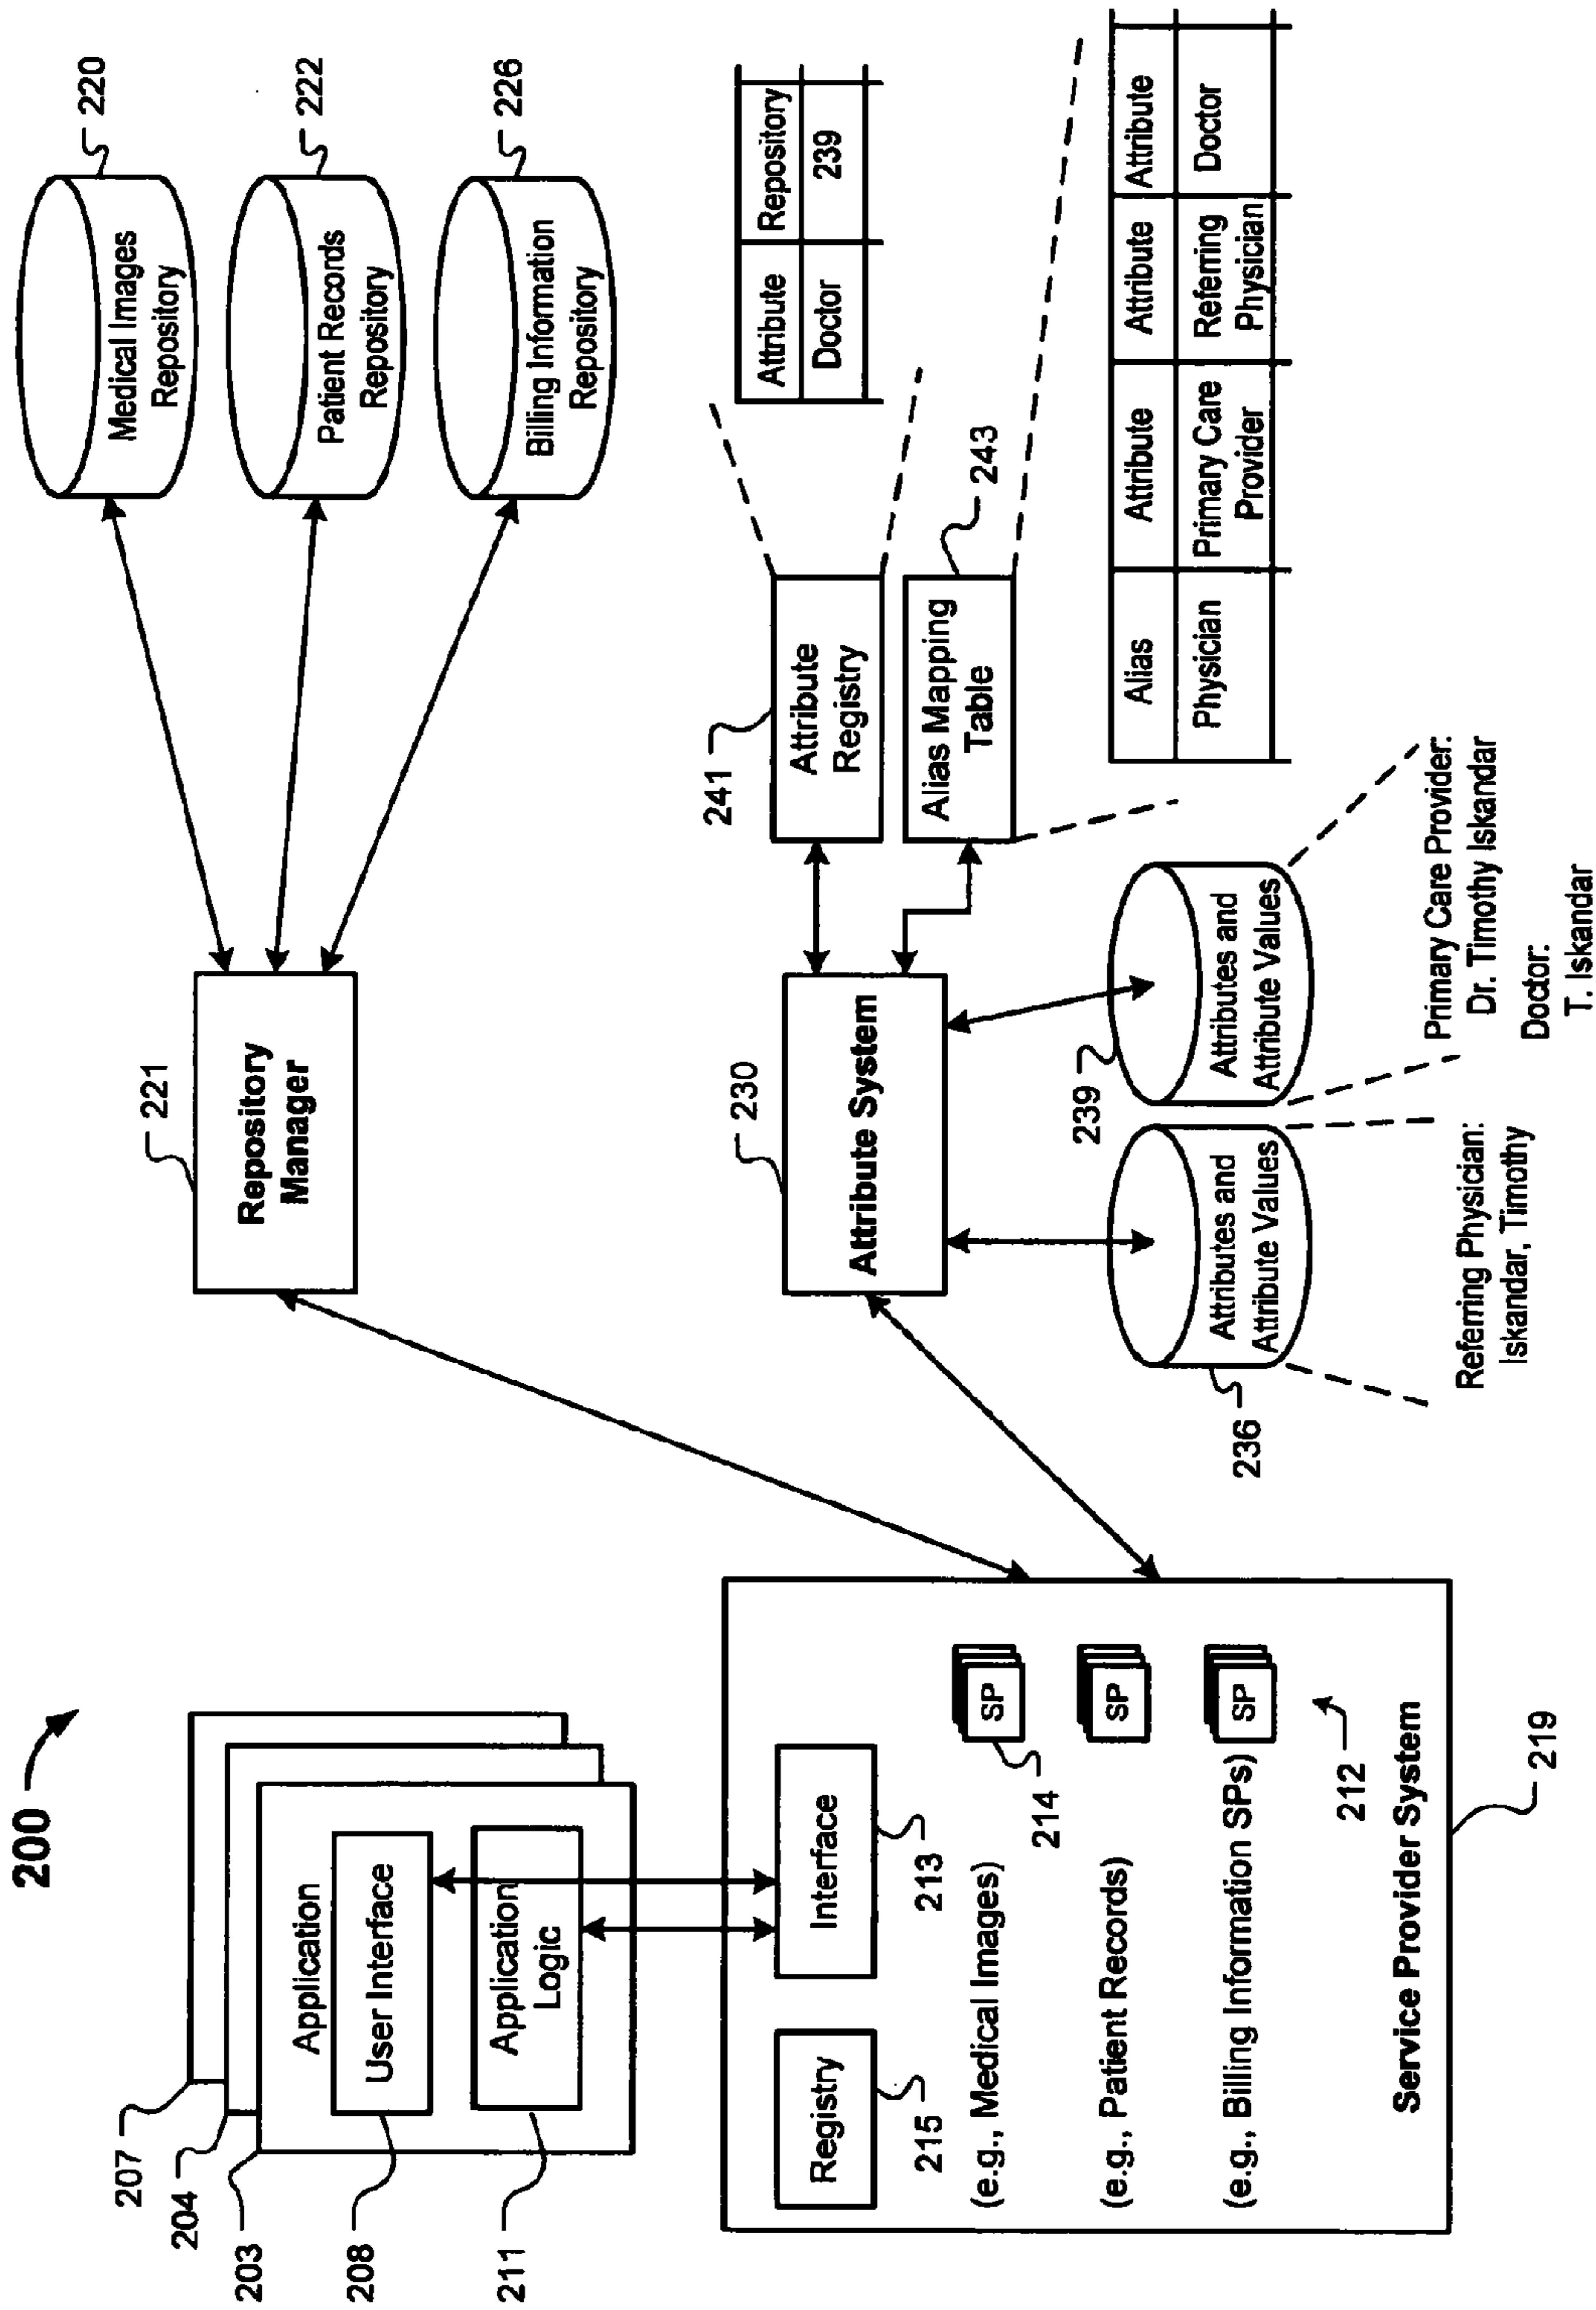 200
207
204
203
208
211
Application
User Interface
Application
Logic
Registry
215
Interface
213
(e.g., Medical Images)
SP
214
(e.g., Patient Records)
SP
(e.g., Billing Information SPs)
SP
212
Service Provider System
219
221
Repository
Manager
Medical Images
Repository
220
Patient Records
Repository
222
Billing Information
Repository
226
230
Attribute System
241
Attribute
Registry
Alias Mapping
Table
243
Attribute
Repository
Doctor
239
Alias
Attribute
Attribute
Attribute
Physician
Primary Care
Provider
Referring
Physician
Doctor
236
Attributes and
Attribute Values
239
Attributes and
Attribute Values
Referring Physician:
Iskandar, Timothy
Primary Care Provider:
Dr. Timothy Iskandar
Doctor:
T. Iskandar